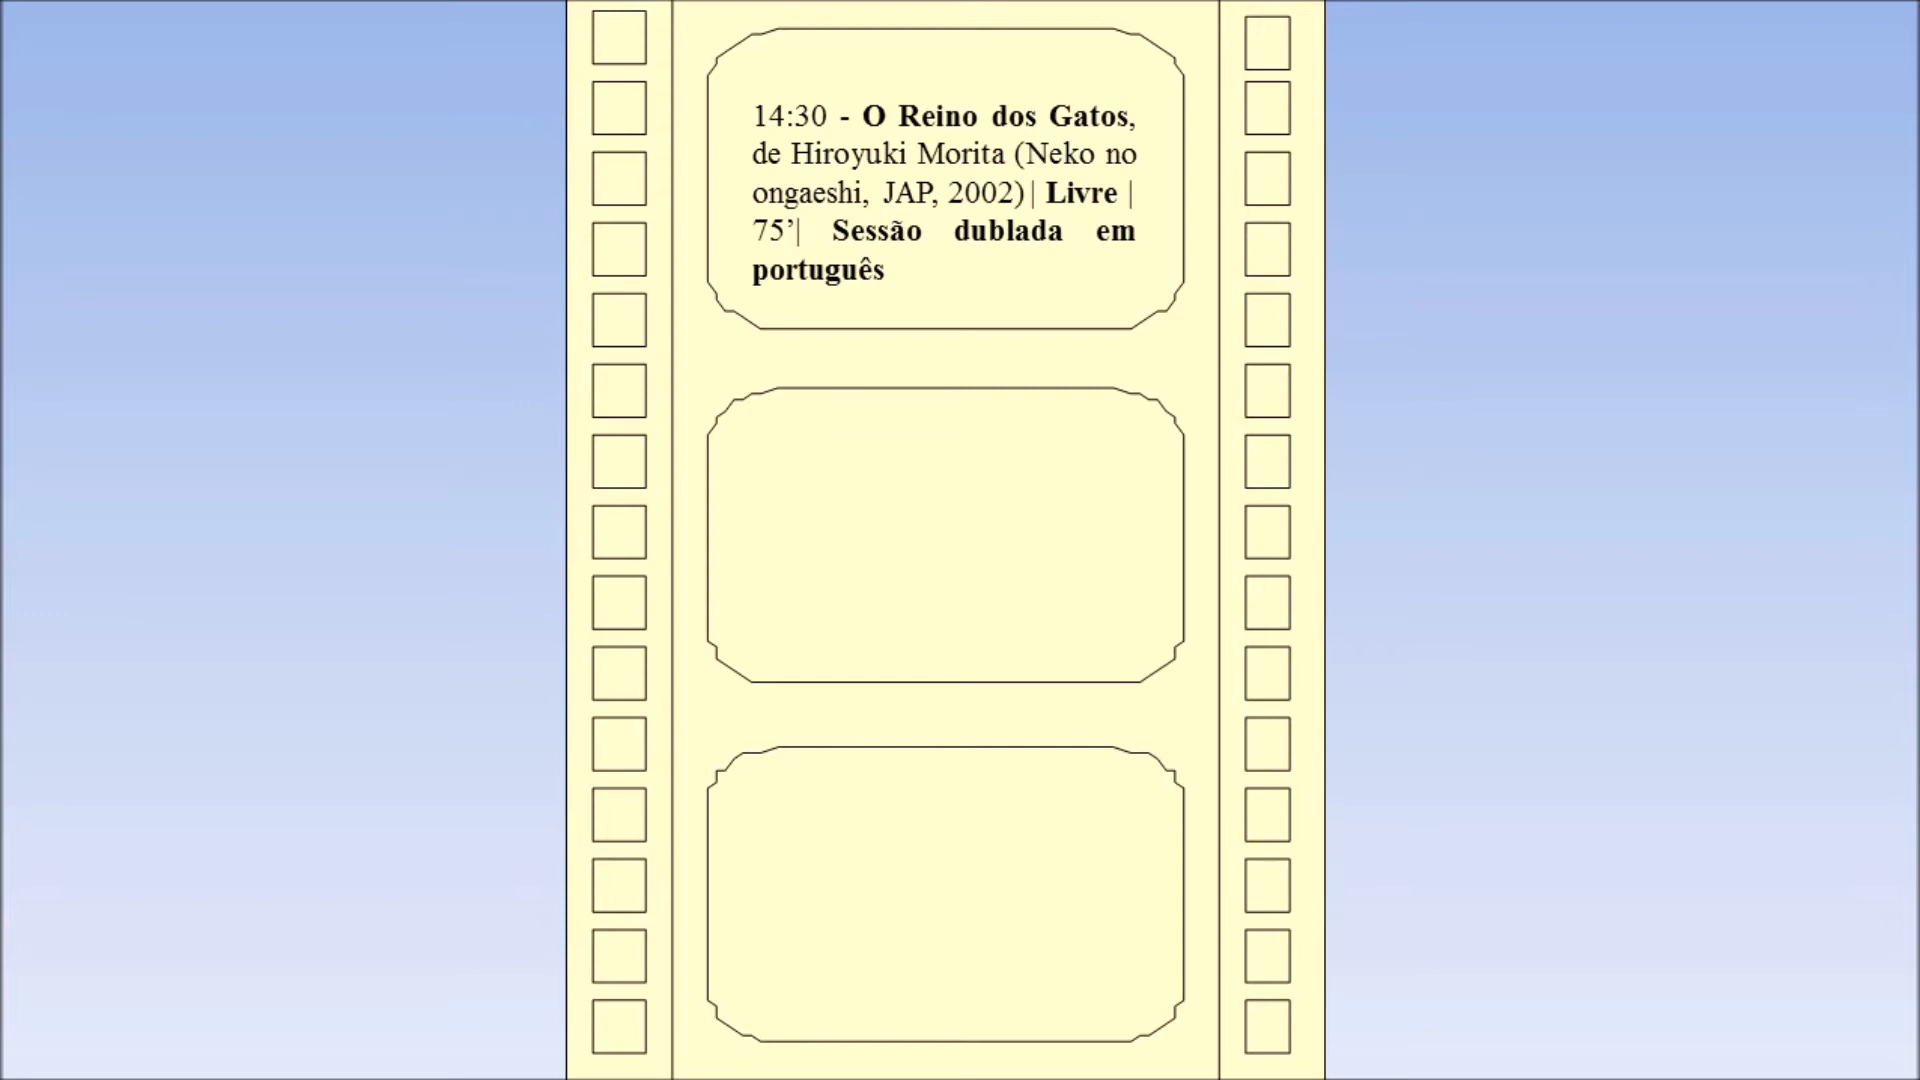 14:30 - O Reino dos Gatos,
de Hiroyuki Morita (Neko no
ongaeshi, JAP, 2002) | Livre |
75’| Sessão dublada em
português